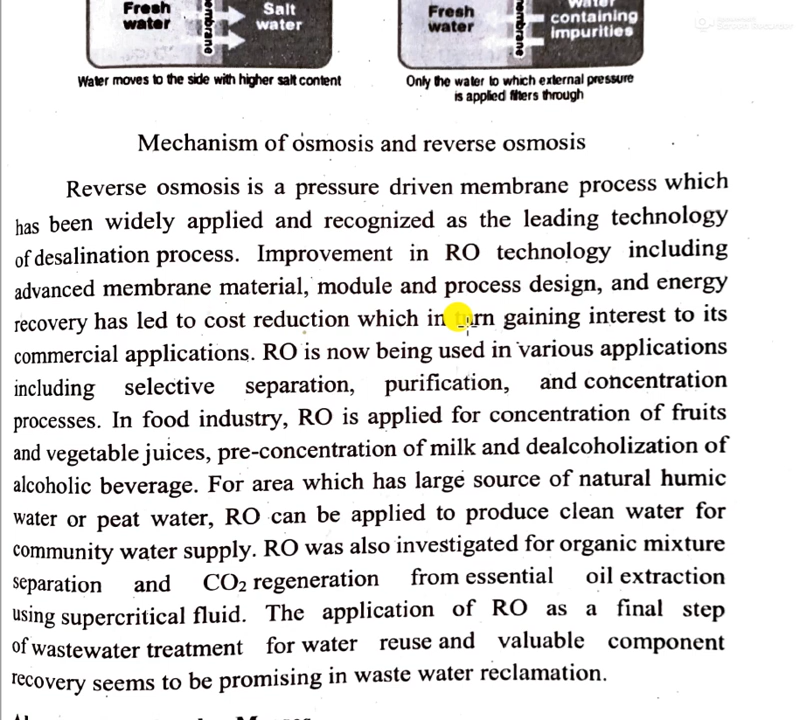 Fresh water
Salt water
Fresh water
Water containing impurities
Water moves to the side with higher salt content
Only the water to which external pressure
is applied filters through
Mechanism of osmosis and reverse osmosis
Reverse osmosis is a pressure driven membrane process which
has been widely applied and recognized as the leading technology
of desalination process. Improvement in RO technology including
advanced membrane material, module and process design, and energy
recovery has led to cost reduction which in turn gaining interest to its
commercial applications. RO is now being used in various applications
including selective separation, purification, and concentration
processes. In food industry, RO is applied for concentration of fruits
and vegetable juices, pre-concentration of milk and dealcoholization of
alcoholic beverage. For area which has large source of natural humic
water or peat water, RO can be applied to produce clean water for
community water supply. RO was also investigated for organic mixture
separation and CO2 regeneration from essential oil extraction
using supercritical fluid. The application of RO as a final step
of wastewater treatment for water reuse and valuable component
recovery seems to be promising in waste water reclamation.